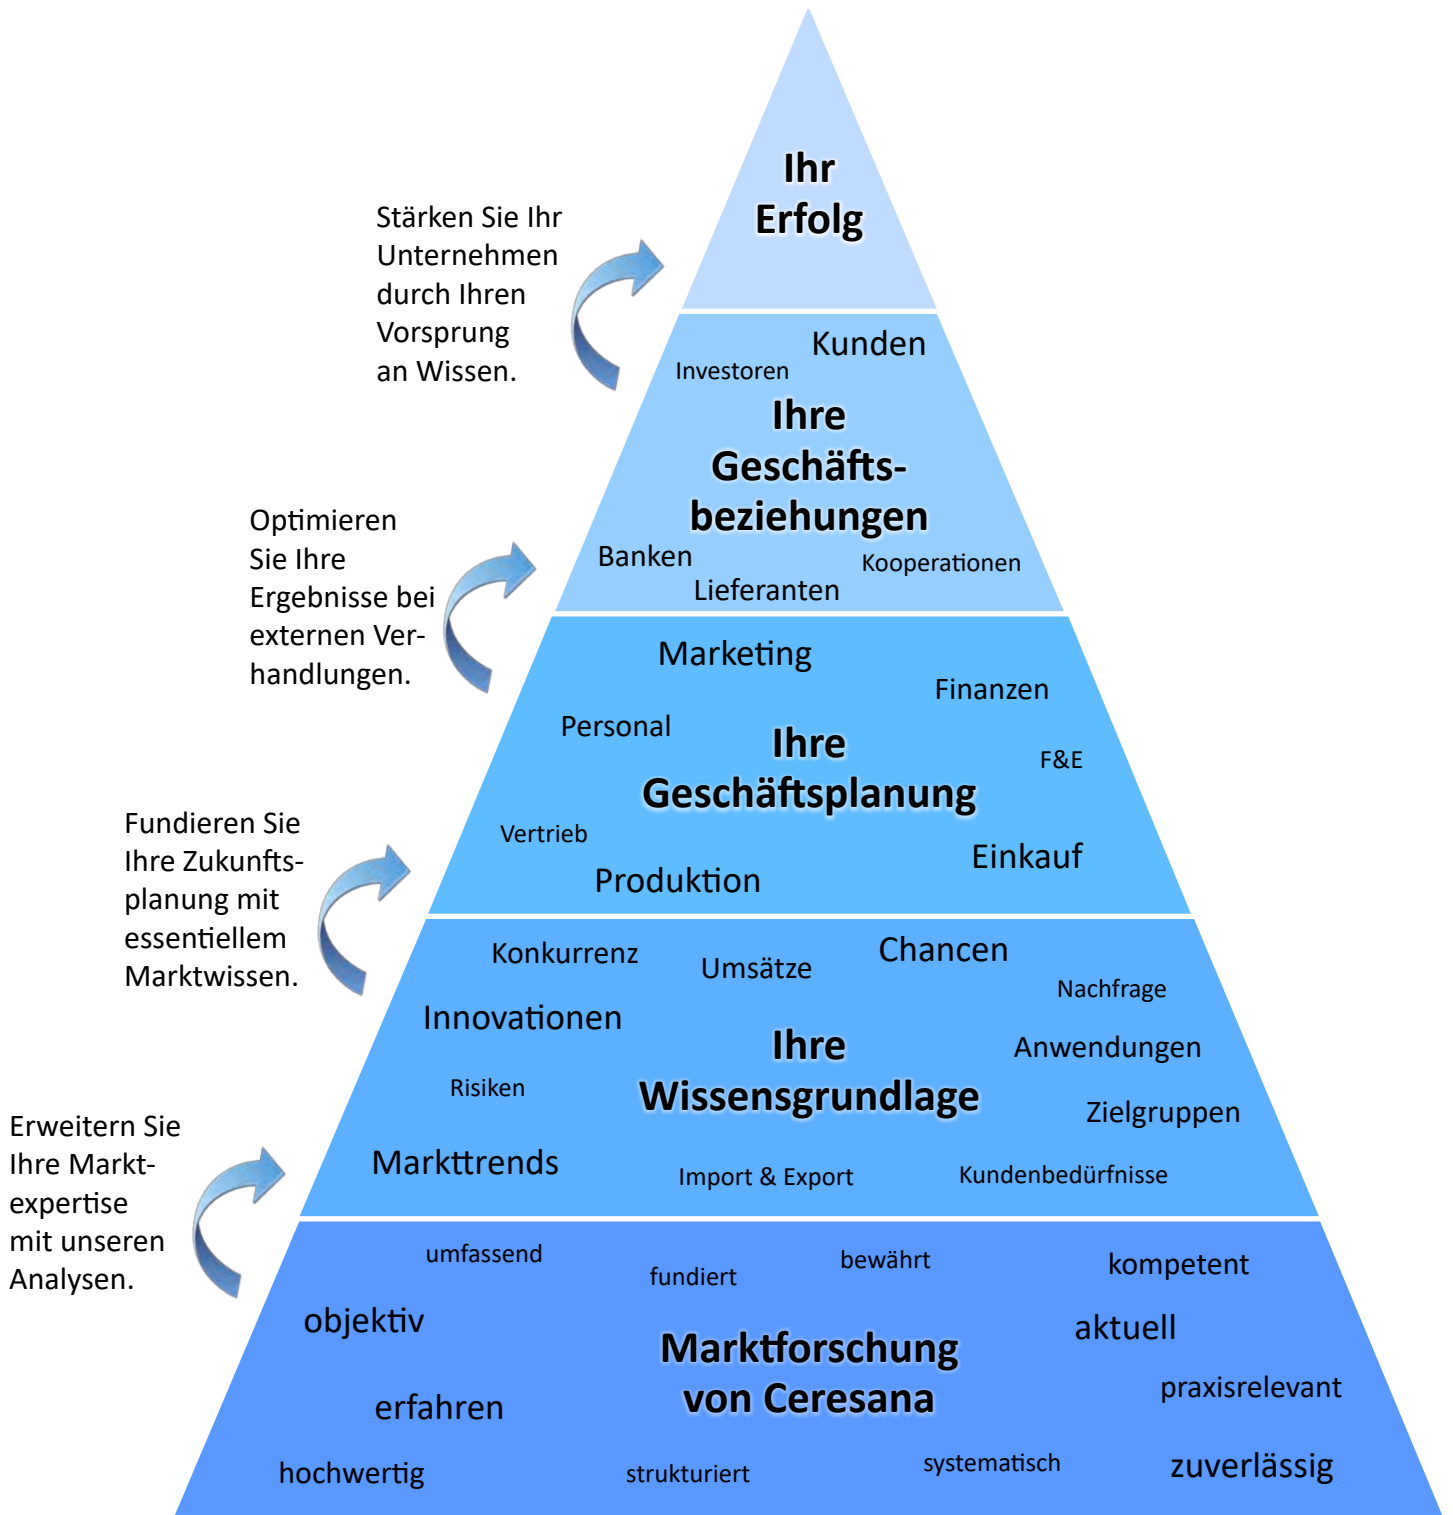 Ihr
Erfolg
Stärken Sie Ihr
Unternehmen
durch Ihren
Vorsprung
an Wissen.
Kunden
Investoren
Ihre
Geschäfts-
beziehungen
Banken
Kooperationen
Lieferanten
Optimieren
Sie Ihre
Ergebnisse bei
externen Ver-
handlungen.
Marketing
Finanzen
Personal
Ihre
Geschäftsplanung
F&E
Vertrieb
Einkauf
Produktion
Fundieren Sie
Ihre Zukunfts-
planung mit
essentiellem
Marktwissen.
Konkurrenz
Umsätze
Chancen
Nachfrage
Innovationen
Ihre
Wissensgrundlage
Anwendungen
Risiken
Zielgruppen
Markttrends
Import & Export
Kundenbedürfnisse
Erweitern Sie
Ihre Markt-
expertise
mit unseren
Analysen.
umfassend
fundiert
bewährt
kompetent
objektiv
aktuell
Marktforschung
von Ceresana
praxisrelevant
erfahren
hochwertig
strukturiert
systematisch
zuverlässig